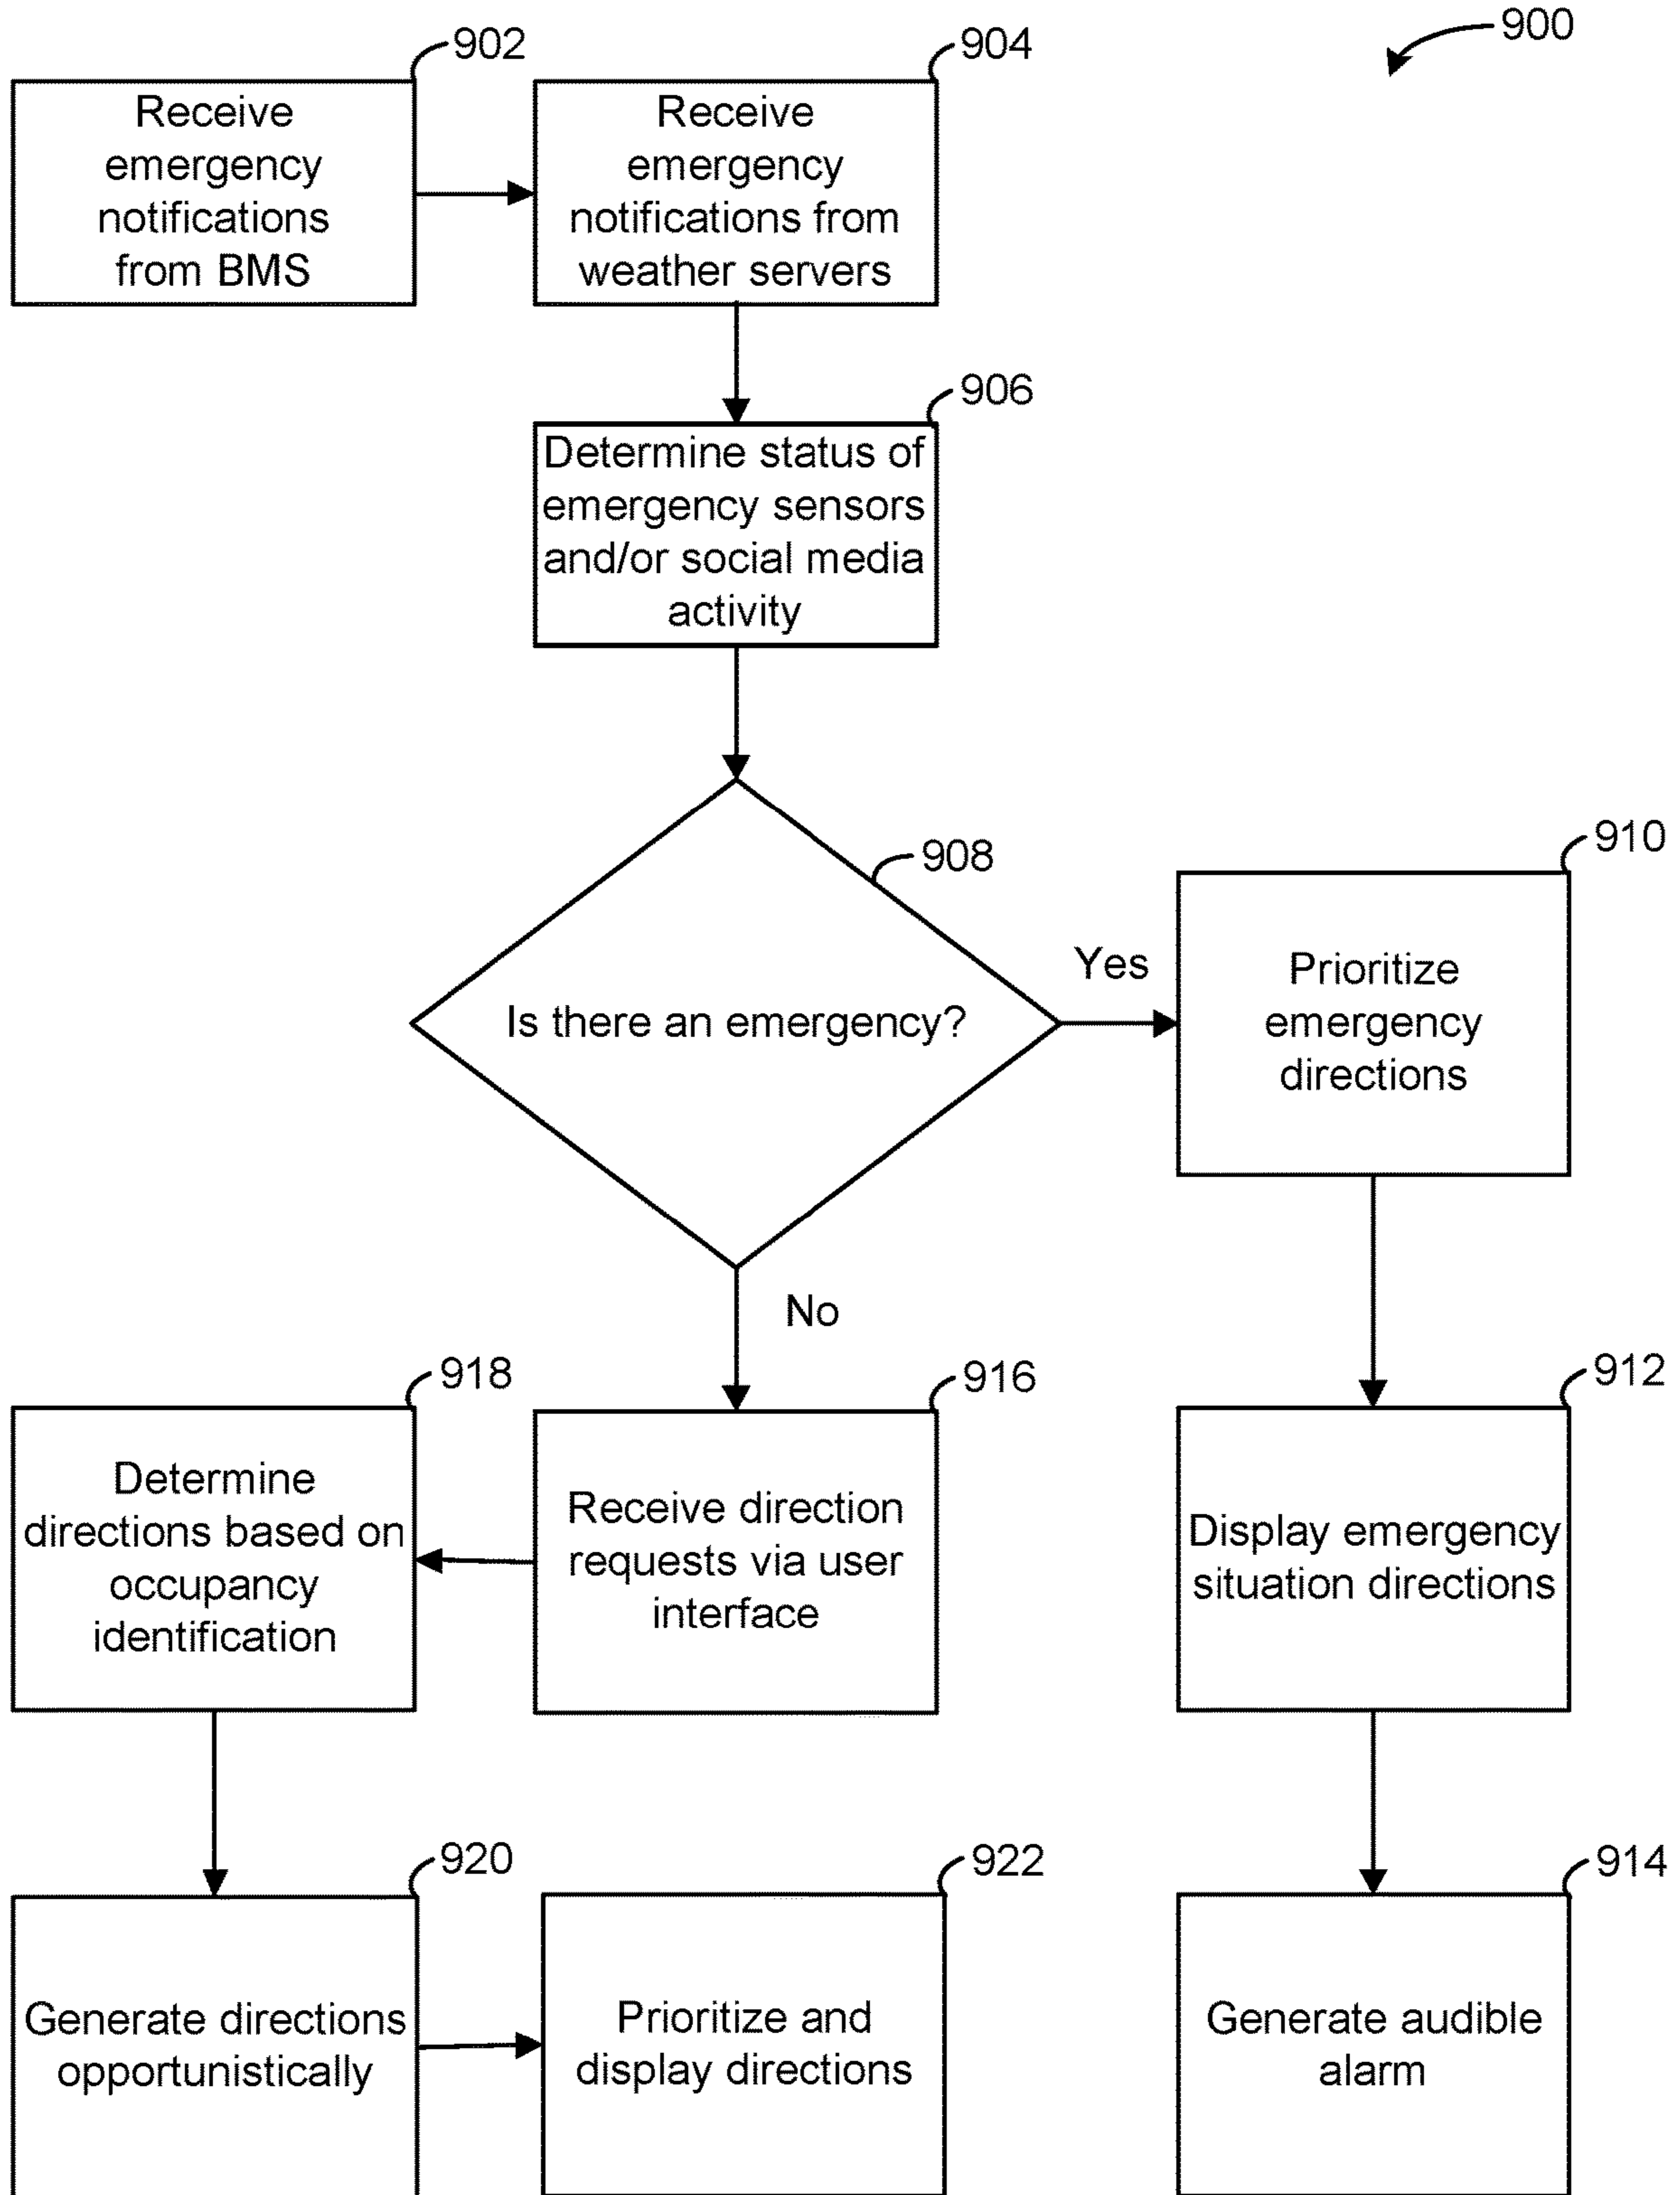 900
902
Receive
emergency
notifications
from BMS
904
Receive
emergency
notifications from
weather servers
906
Determine status of
emergency sensors
and/or social media
activity
908
Is there an emergency?
Yes
910
Prioritize
emergency
directions
912
Display emergency
situation directions
914
Generate audible
alarm
No
916
Receive direction
requests via user
interface
918
Determine
directions based on
occupancy
identification
920
Generate directions
opportunistically
922
Prioritize and
display directions